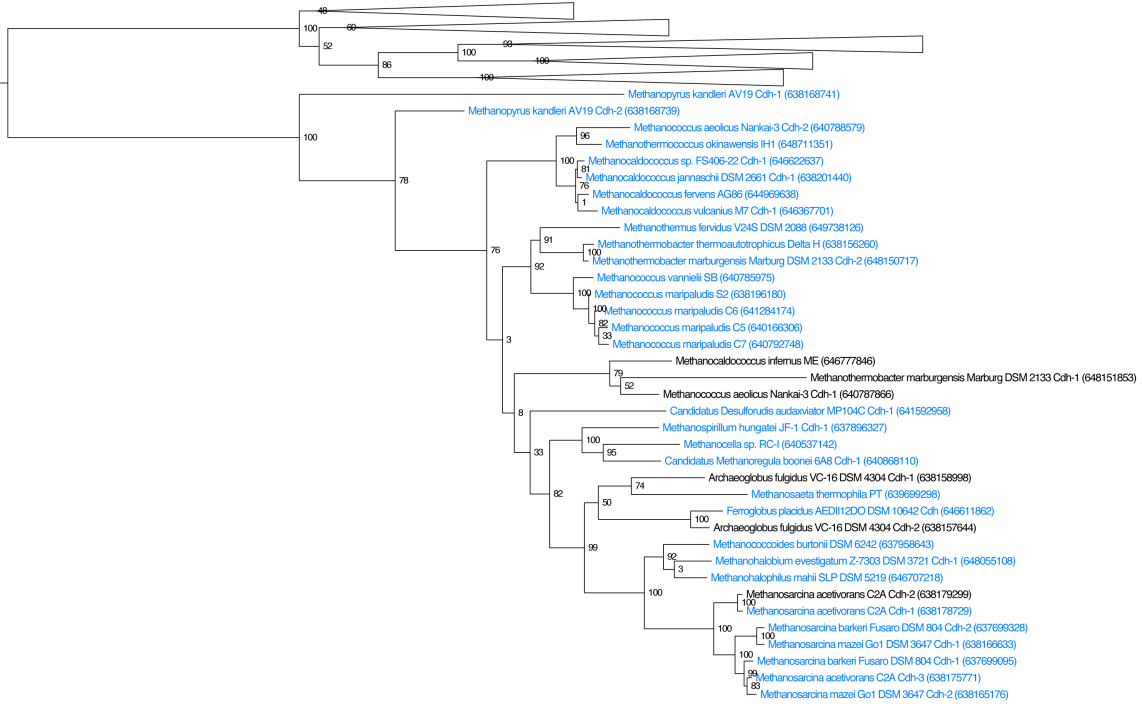 48
100
60
52
93
100
100
86
100
Methanopyrus kandleri AV19 Cdh-1 (638168741)
Methanopyrus kandleri AV19 Cdh-2 (638168739)
Methanococcus aeolicus Nankai-3 Cdh-2 (640788579)
100
96
Methanothermococcus okinawensis IH1 (648711351)
100
Methanocaldococcus sp. FS406-22 Cdh-1 (646622637)
81
Methanocaldococcus jannaschii DSM 2661 Cdh-1 (638201440)
78
76
Methanocaldococcus fervens AG86 (644969638)
1
Methanocaldococcus vulcanius M7 Cdh-1 (646367701)
Methanothermus fervidus V24S DSM 2088 (649738126)
91
Methanothermobacter thermoautotrophicus Delta H (638156260)
76
100
Methanothermobacter marburgensis Marburg DSM 2133 Cdh-2 (648150717)
92
Methanococcus vannielii SB (640785975)
100
Methanococcus maripaludis S2 (638196180)
100
Methanococcus maripaludis C6 (641284174)
82
Methanococcus maripaludis C5 (640166306)
3
33
Methanococcus maripaludis C7 (640792748)
Methanocaldococcus infernus ME (646777846)
79
Methanothermobacter marburgensis Marburg DSM 2133 Cdh-1 (648151853)
52
Methanococcus aeolicus Nankai-3 Cdh-1 (640787866)
8
Candidatus Desulforudis audaxviator MP104C Cdh-1 (641592958)
Methanospirillum hungatei JF-1 Cdh-1 (637896327)
100
Methanocella sp. RC-I (640537142)
33
95
Candidatus Methanoregula boonei 6A8 Cdh-1 (640868110)
Archaeoglobus fulgidus VC-16 DSM 4304 Cdh-1 (638158998)
74
82
Methanosaeta thermophila PT (639699298)
50
Ferroglobus placidus AEDII12DO DSM 10642 Cdh (646611862)
100
Archaeoglobus fulgidus VC-16 DSM 4304 Cdh-2 (638157644)
Methanococcoides burtonii DSM 6242 (637958643)
99
92
Methanohalobium evestigatum Z-7303 DSM 3721 Cdh-1 (648055108)
3
Methanohalophilus mahii SLP DSM 5219 (646707218)
100
Methanosarcina acetivorans C2A Cdh-2 (638179299)
100
Methanosarcina acetivorans C2A Cdh-1 (638178729)
100
Methanosarcina barkeri Fusaro DSM 804 Cdh-2 (637699328)
100
Methanosarcina mazei Go1 DSM 3647 Cdh-1 (638166633)
100
Methanosarcina barkeri Fusaro DSM 804 Cdh-1 (637699095)
99
Methanosarcina acetivorans C2A Cdh-3 (638175771)
83
Methanosarcina mazei Go1 DSM 3647 Cdh-2 (638165176)